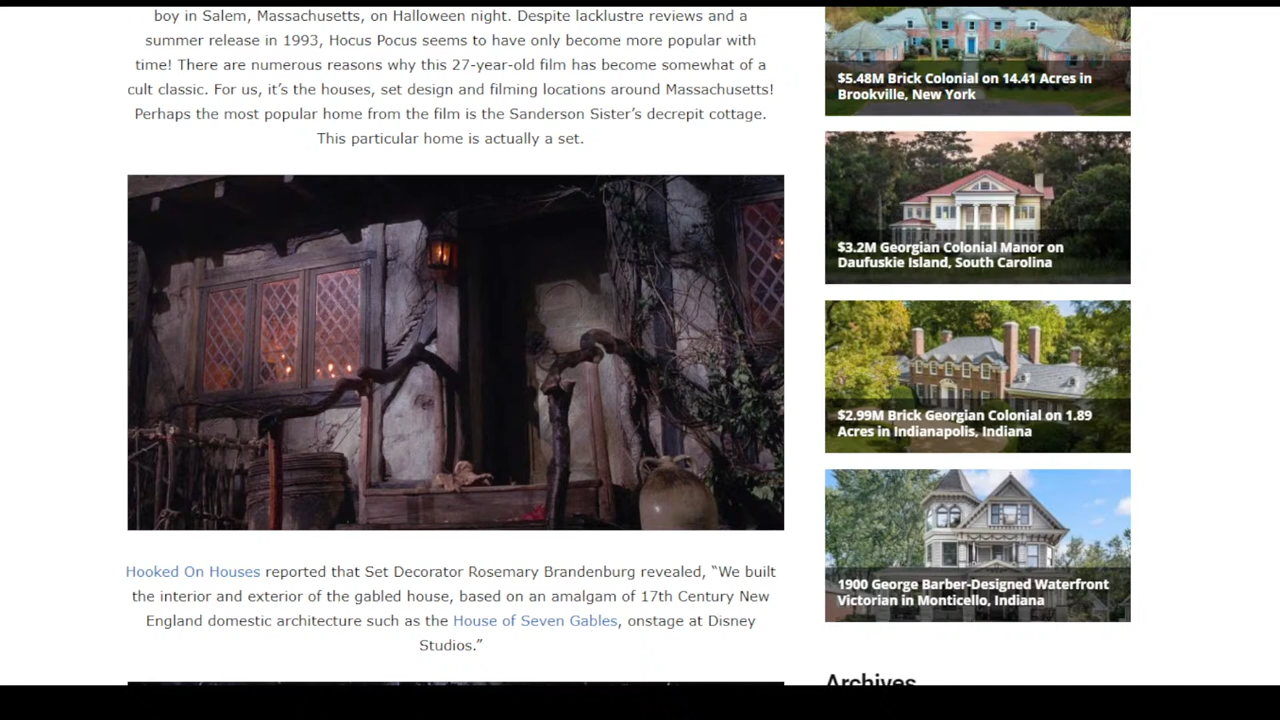 boy in Salem, Massachusetts, on Halloween night. Despite lacklustre reviews and a
summer release in 1993, Hocus Pocus seems to have only become more popular with
time! There are numerous reasons why this 27-year-old film has become somewhat of a
cult classic. For us, it’s the houses, set design and filming locations around Massachusetts!
Perhaps the most popular home from the film is the Sanderson Sister’s decrepit cottage.
This particular home is actually a set.
Hooked On Houses reported that Set Decorator Rosemary Brandenburg revealed, “We built
the interior and exterior of the gabled house, based on an amalgam of 17th Century New
England domestic architecture such as the House of Seven Gables, onstage at Disney
Studios.”
$5.48M Brick Colonial on 14.41 Acres in
Brookville, New York
$3.2M Georgian Colonial Manor on
Daufuskie Island, South Carolina
$2.99M Brick Georgian Colonial on 1.89
Acres in Indianapolis, Indiana
1900 George Barber-Designed Waterfront
Victorian in Monticello, Indiana
Archives